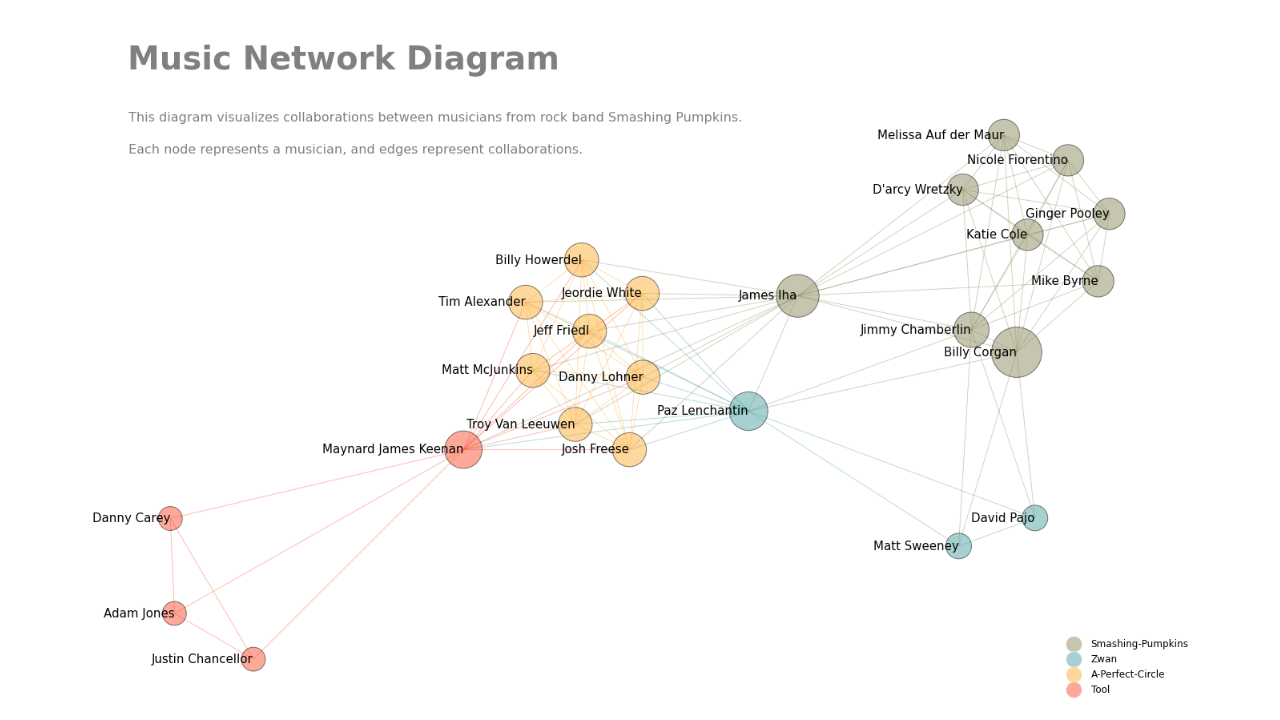 Music Network Diagram
This diagram visualizes collaborations between musicians from rock band Smashing Pumpkins.
Each node represents a musician, and edges represent collaborations.
Melissa Auf der Maur
Nicole Fiorentino
D'arcy Wretzky
Ginger Pooley
Katie Cole
Billy Howerdel
Mike Byrne
Jeordie White
James Iha
Tim Alexander
Jeff Friedl
Jimmy Chamberlin
Billy Corgan
Matt McJunkins
Danny Lohner
Paz Lenchantin
Troy Van Leeuwen
Maynard James Keenan
Josh Freese
Danny Carey
David Pajo
Matt Sweeney
Adam Jones
Justin Chancellor
Smashing-Pumpkins
Zwan
A-Perfect-Circle
Tool